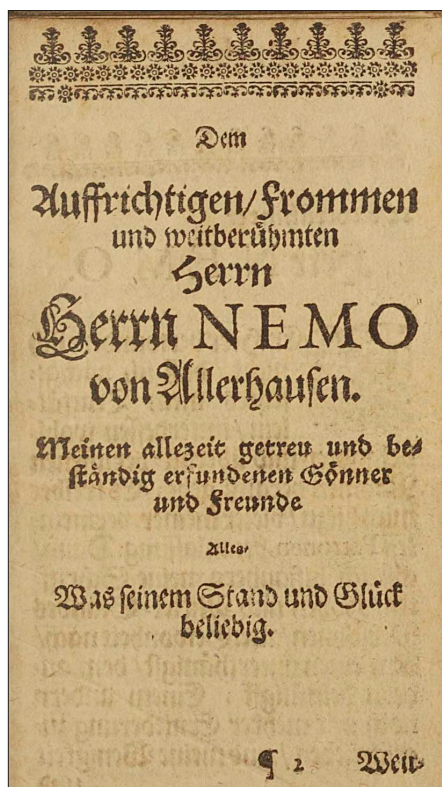 Dem
Auffrichtigen/Frommen
und weitberühmten
Herrn
Herrn NEMO
von Allerhausen.
Meinen allezeit getreu und be⸗
ständig erfundenen Gönner
und Freunde
Alles⸗
Was seinem Stand und Glück
beliebig.
¶ 2 Weit⸗